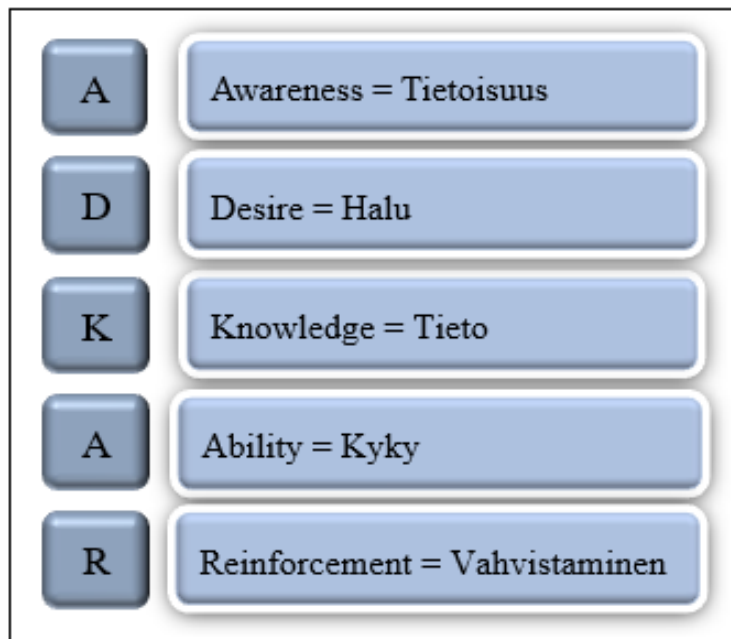 A Awareness = Tietoisuus
D Desire = Halu
K Knowledge = Tieto
A Ability = Kyky
R Reinforcement = Vahvistaminen